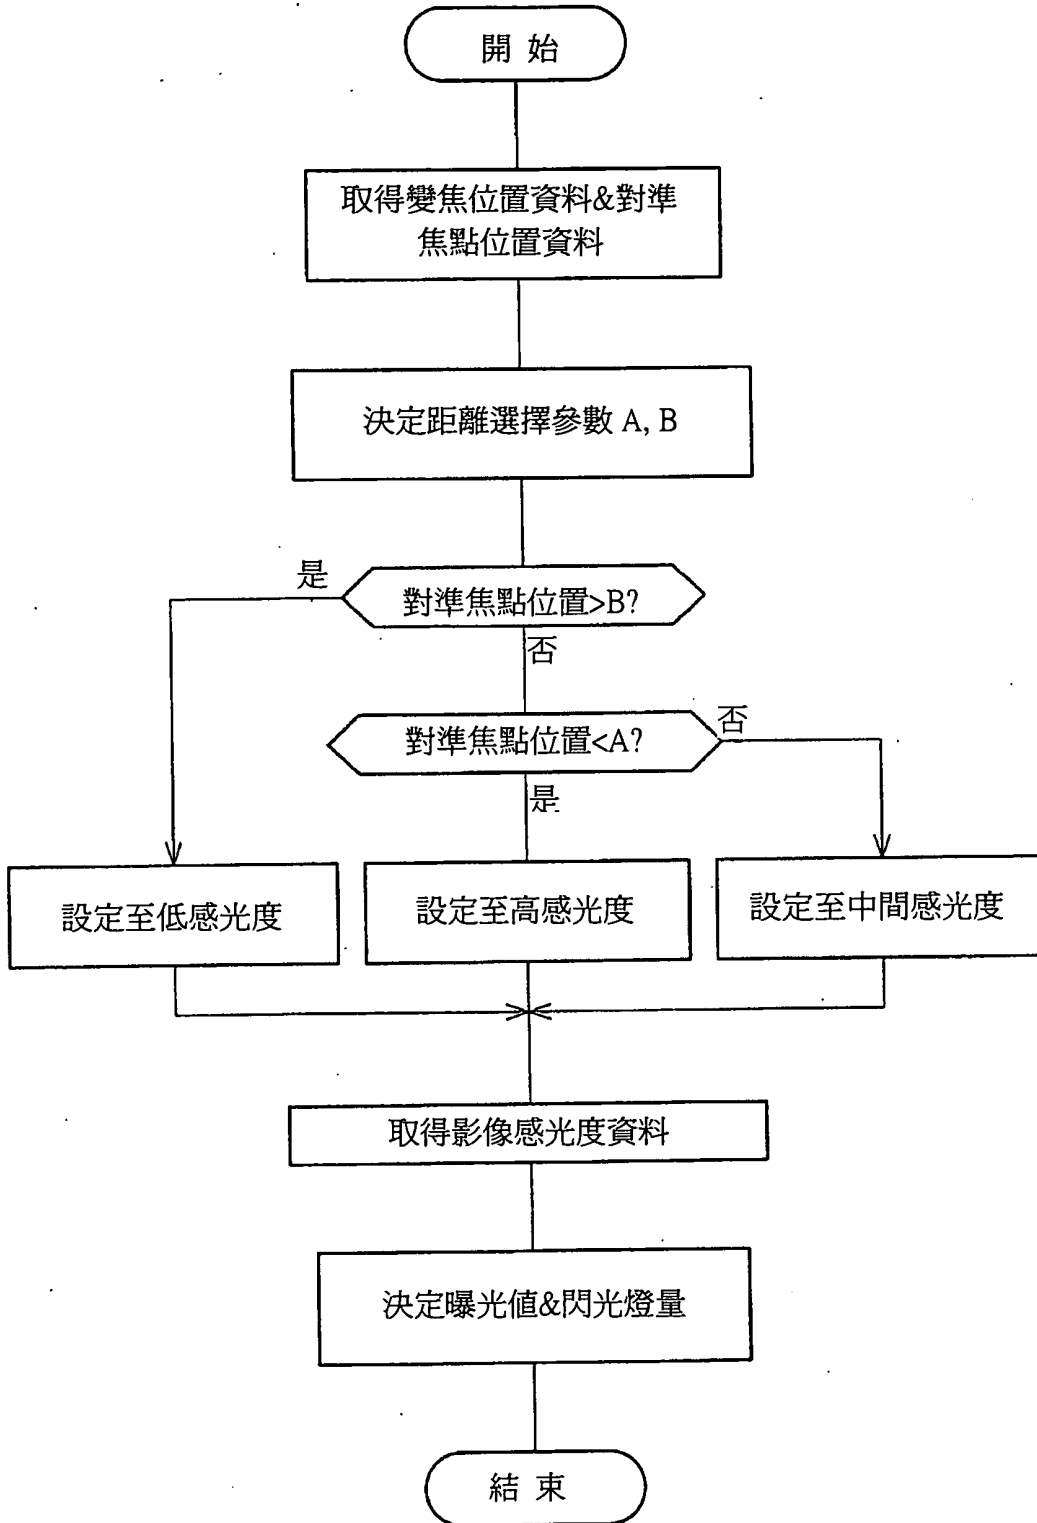 開 始
取得變焦位置資料&對準
焦點位置資料
決定距離選擇參數 A, B
是
對準焦點位置>B?
否
對準焦點位置<A?
否
是
設定至低感光度
設定至高感光度
設定至中間感光度
取得影像感光度資料
決定曝光值&閃光燈量
結 束